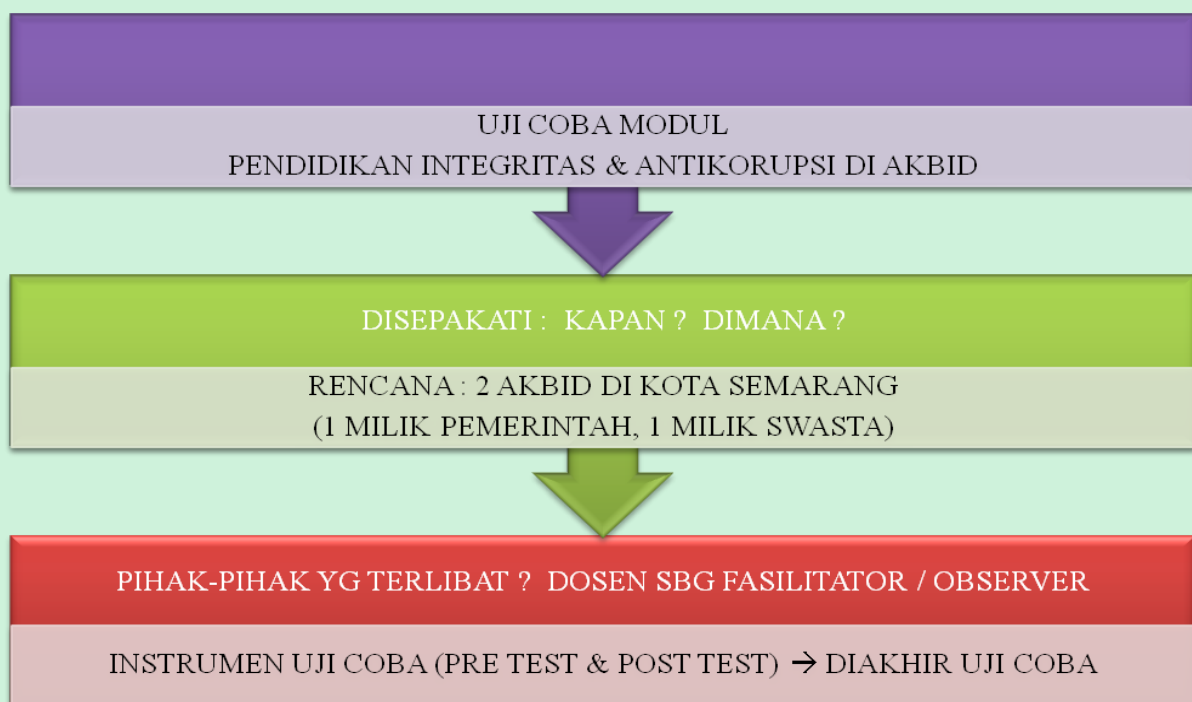 UJI COBA MODUL
PENDIDIKAN INTEGRITAS & ANTIKORUPSI DI AKBID
DISEPAKATI : KAPAN ? DIMANA ?
RENCANA : 2 AKBID DI KOTA SEMARANG
(1 MILIK PEMERINTAH, 1 MILIK SWASTA)
PIHAK-PIHAK YG TERLIBAT ? DOSEN SBG FASILITATOR / OBSERVER
INSTRUMEN UJI COBA (PRE TEST & POST TEST) → DIAKHIR UJI COBA